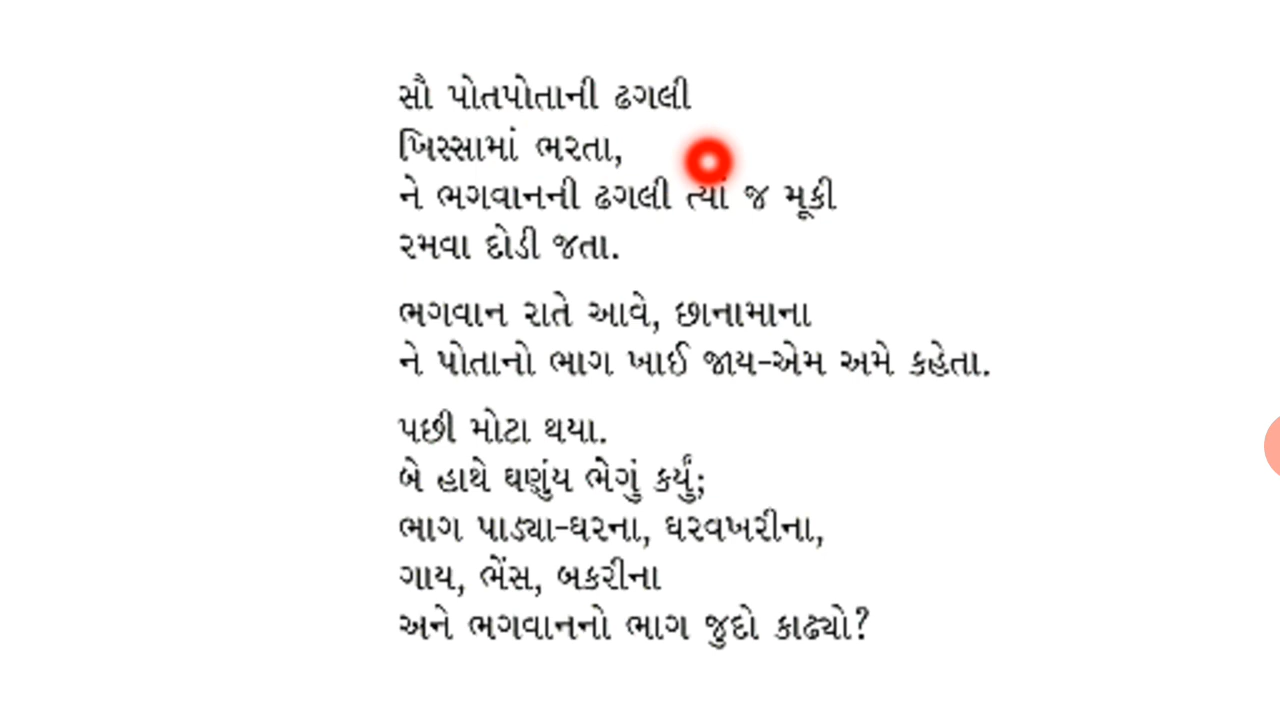 સૌ પોતપોતાની ઢગલી
ખિસ્સામાં ભરતા,
ને ભગવાનની ઢગલી ત્યાં જ મૂકી
રમવા દોડી જતા.
ભગવાન રાતે આવે, છાનામાના
ને પોતાનો ભાગ ખાઈ જાય-એમ અમે કહેતા.
પછી મોટા થયા.
બે હાથે ઘણુંય ભેગું કર્યું;
ભાગ પાડ્યા-ઘરના, ઘરવખરીના,
ગાય, ભેંસ, બકરીના
અને ભગવાનનો ભાગ જુદો કાઢ્યો?